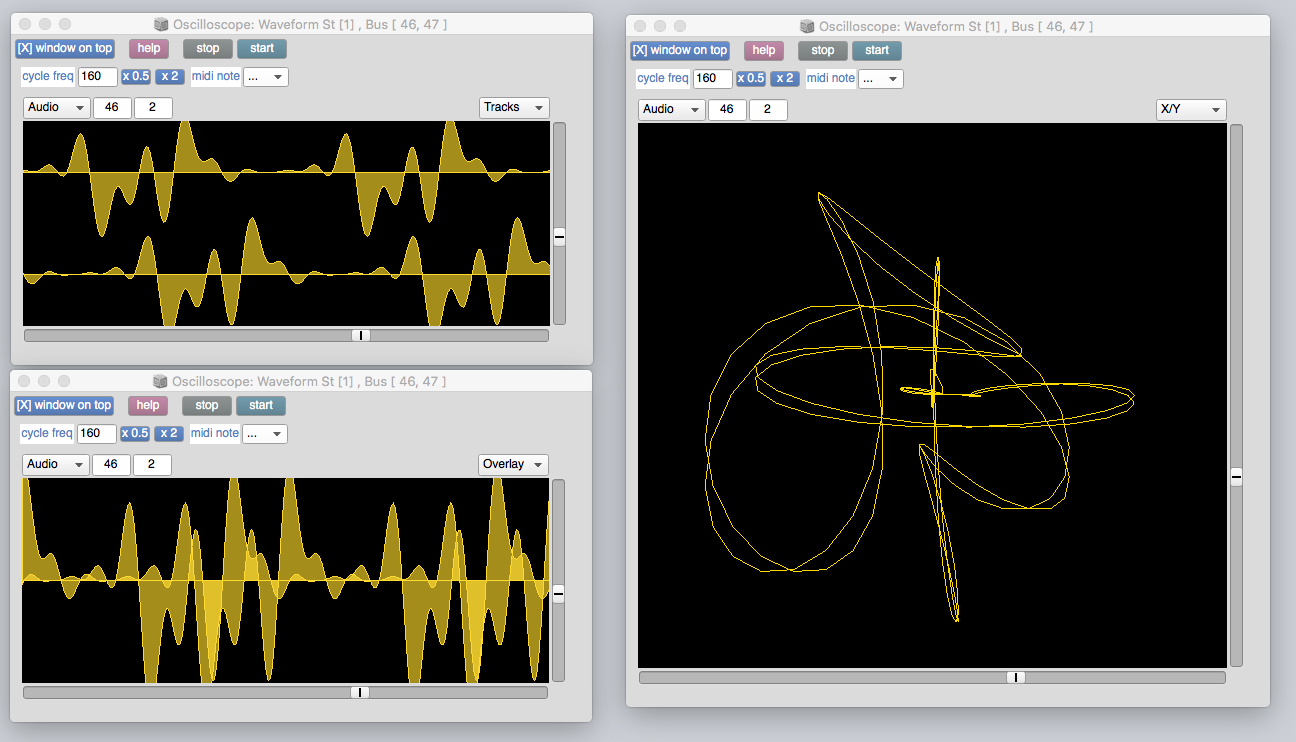 Oscilloscope: Waveform St [1] , Bus [ 46, 47 ]
[X] window on top help stop start
cycle freq 160 x 0.5 x 2 midi note ...
Audio 46 2 Tracks
Oscilloscope: Waveform St [1] , Bus [ 46, 47 ]
[X] window on top help stop start
cycle freq 160 x 0.5 x 2 midi note ...
Audio 46 2 Overlay
Oscilloscope: Waveform St [1] , Bus [ 46, 47 ]
[X] window on top help stop start
cycle freq 160 x 0.5 x 2 midi note ...
Audio 46 2 X/Y